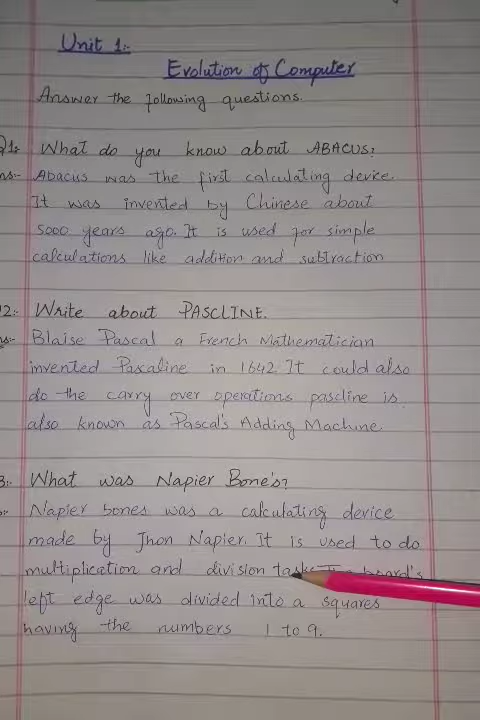 Unit 1:-
Evolution of Computer
Answer the following questions.
Q1:- What do you know about ABACUS?
Ans:- Abacus was the first calculating device.
It was invented by Chinese about
5000 years ago. It is used for simple
calculations like addition and subtraction
2:- Write about PASCLINE.
Blaise Pascal a French Mathematician
invented Pascaline in 1642. It could also
do the carry over operations pascline is
also known as Pascal's Adding Machine
3:- What was Napier Bone's?
Napier bones was a calculating device
made by Jhon Napier. It is used to do
multiplication and division board's
left edge was divided into a squares
having the numbers 1 to 9.